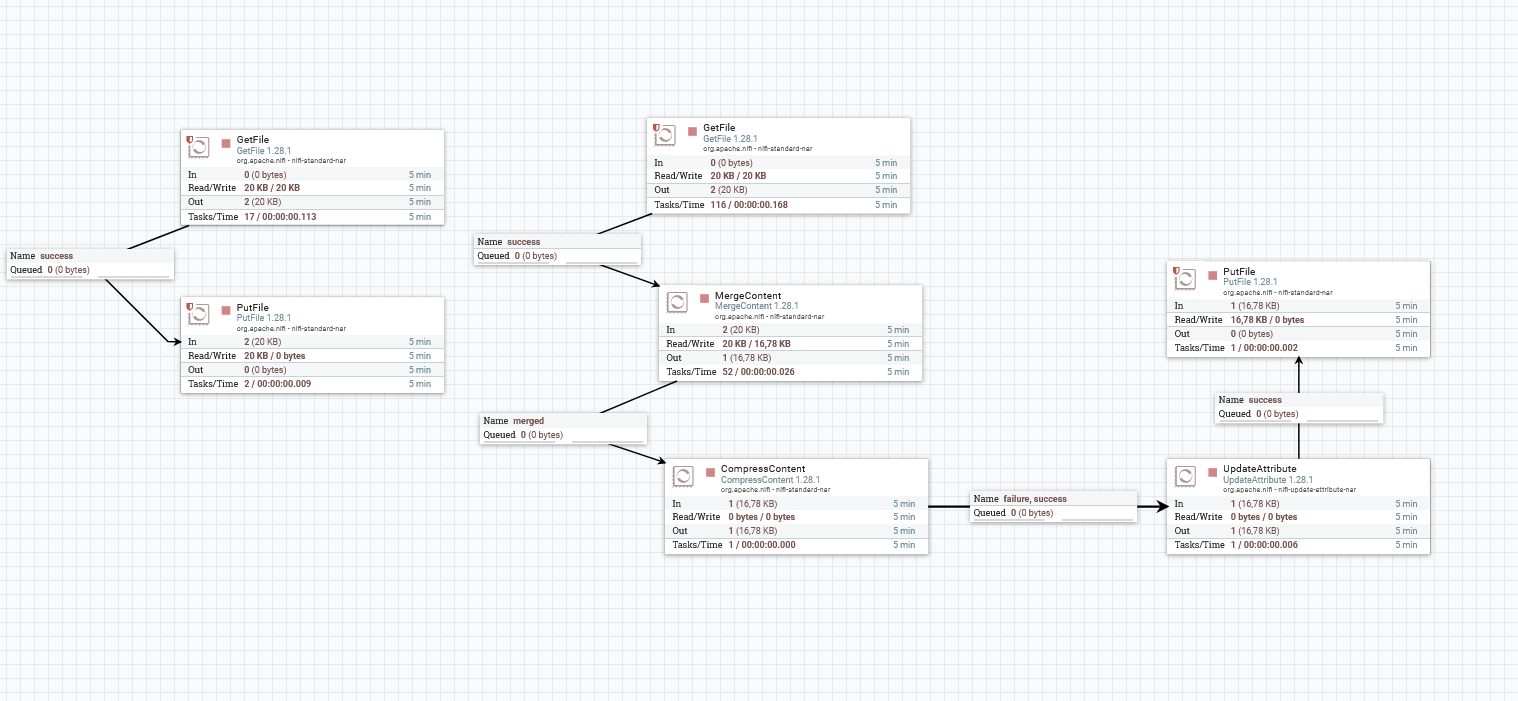 GetFile
GetFile 1.28.1
org.apache.nifi - nifi-standard-nar
In 0 (0 bytes) 5 min
Read/Write 20 KB / 20 KB 5 min
Out 2 (20 KB) 5 min
Tasks/Time 17 / 00:00:00.113 5 min
Name success
Queued 0 (0 bytes)
PutFile
PutFile 1.28.1
org.apache.nifi - nifi-standard-nar
In 2 (20 KB) 5 min
Read/Write 20 KB / 0 bytes 5 min
Out 0 (0 bytes) 5 min
Tasks/Time 2 / 00:00:00.009 5 min
GetFile
GetFile 1.28.1
org.apache.nifi - nifi-standard-nar
In 0 (0 bytes) 5 min
Read/Write 20 KB / 20 KB 5 min
Out 2 (20 KB) 5 min
Tasks/Time 116 / 00:00:00.168 5 min
Name success
Queued 0 (0 bytes)
MergeContent
MergeContent 1.28.1
org.apache.nifi - nifi-standard-nar
In 2 (20 KB) 5 min
Read/Write 20 KB / 16,78 KB 5 min
Out 1 (16,78 KB) 5 min
Tasks/Time 52 / 00:00:00.026 5 min
Name merged
Queued 0 (0 bytes)
CompressContent
CompressContent 1.28.1
org.apache.nifi - nifi-standard-nar
In 1 (16,78 KB) 5 min
Read/Write 0 bytes / 0 bytes 5 min
Out 1 (16,78 KB) 5 min
Tasks/Time 1 / 00:00:00.000 5 min
Name failure, success
Queued 0 (0 bytes)
UpdateAttribute
UpdateAttribute 1.28.1
org.apache.nifi - nifi-update-attribute-nar
In 1 (16,78 KB) 5 min
Read/Write 0 bytes / 0 bytes 5 min
Out 1 (16,78 KB) 5 min
Tasks/Time 1 / 00:00:00.006 5 min
Name success
Queued 0 (0 bytes)
PutFile
PutFile 1.28.1
org.apache.nifi - nifi-standard-nar
In 1 (16,78 KB) 5 min
Read/Write 16,78 KB / 0 bytes 5 min
Out 0 (0 bytes) 5 min
Tasks/Time 1 / 00:00:00.002 5 min